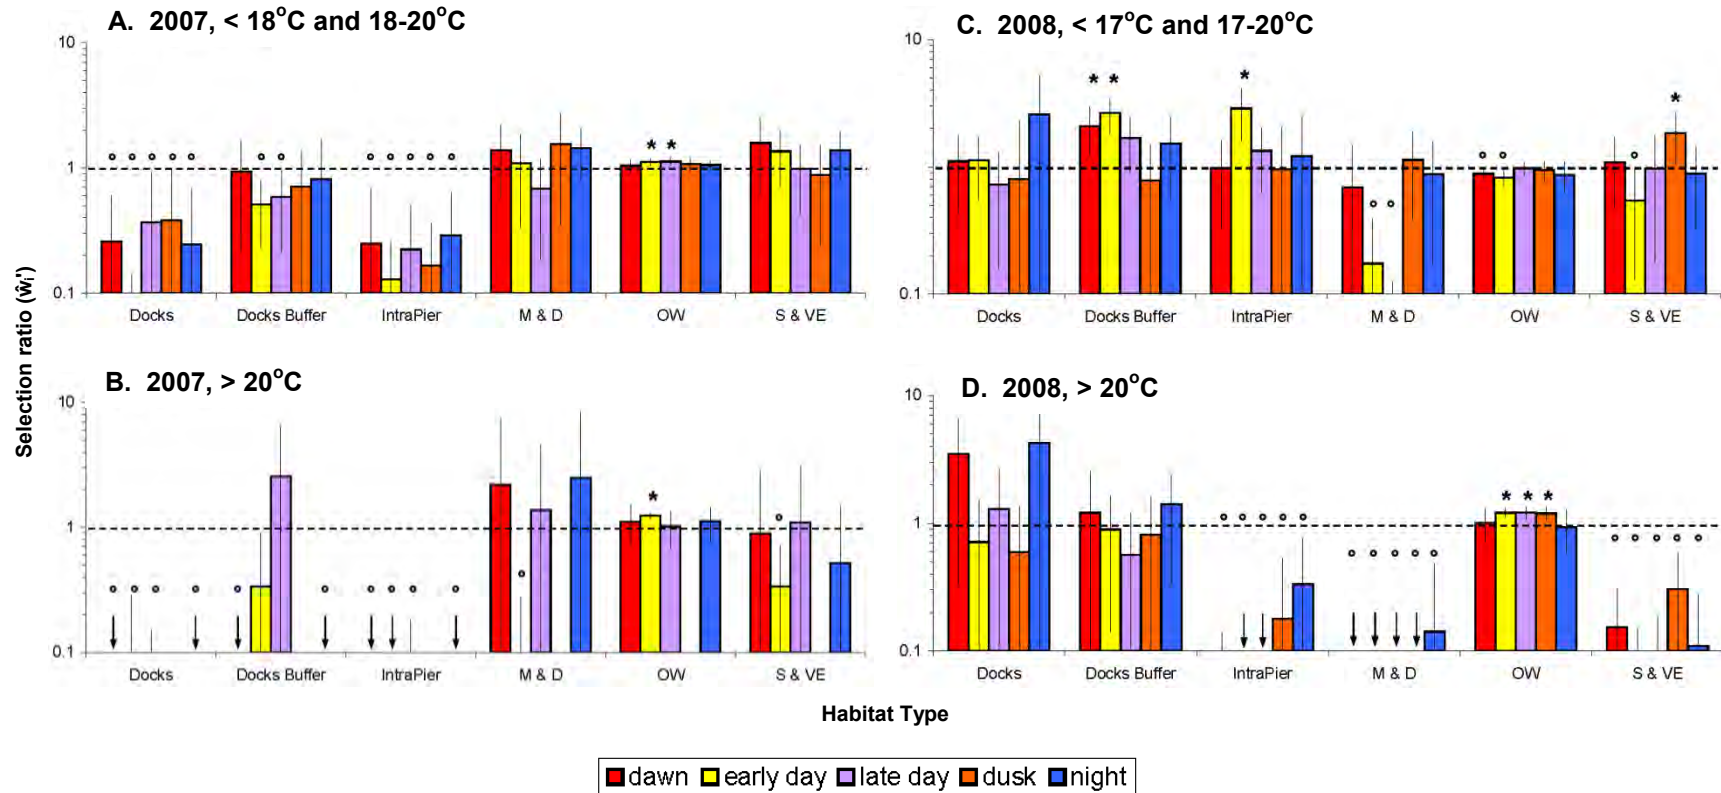 A. 2007, < 18°C and 18-20°C
10
1
0.1
Docks Docks Buffer IntraPier M & D OW S & VE
C. 2008, < 17°C and 17-20°C
10
1
0.1
Docks Docks Buffer IntraPier M & D OW S & VE
B. 2007, > 20°C
10
1
0.1
Docks Docks Buffer IntraPier M & D OW S & VE
D. 2008, > 20°C
10
1
0.1
Docks Docks Buffer IntraPier M & D OW S & VE
Selection ratio (ŵi')
Habitat Type
dawn early day late day dusk night